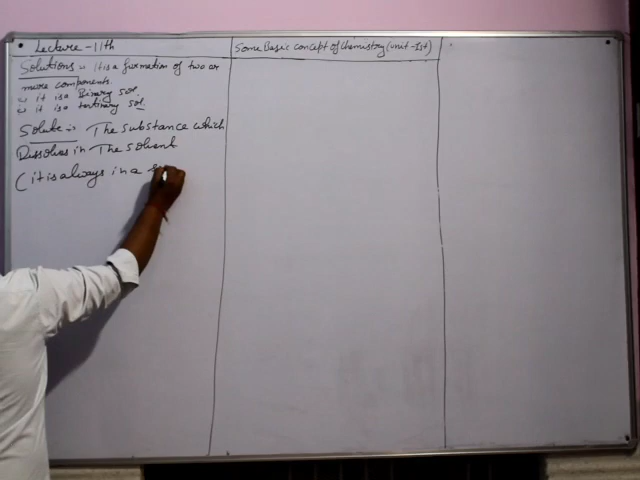 Lecture - 11th
Some Basic concept of Chemistry (unit - Ist)
Solutions :- it is a formation of two or
more components.
it is a Binary sol.
it is a tertinary sol.
Solute :- The substance which
Dissolves in The solvent
(it is always in a